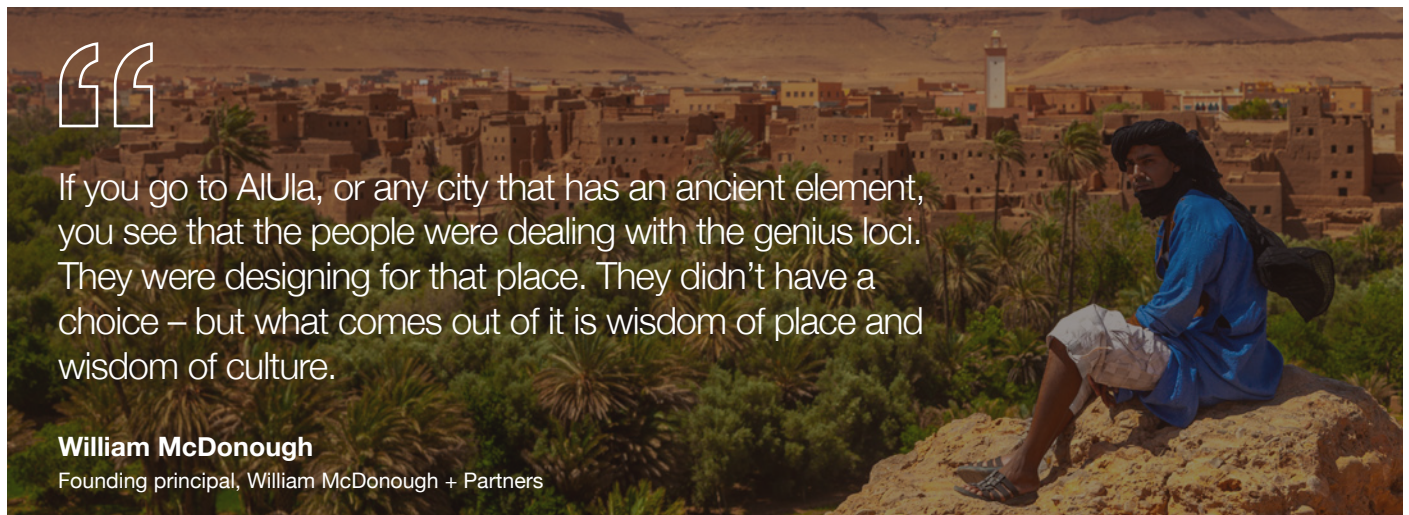 If you go to AlUla, or any city that has an ancient element,
you see that the people were dealing with the genius loci.
They were designing for that place. They didn’t have a
choice – but what comes out of it is wisdom of place and
wisdom of culture.
William McDonough
Founding principal, William McDonough + Partners